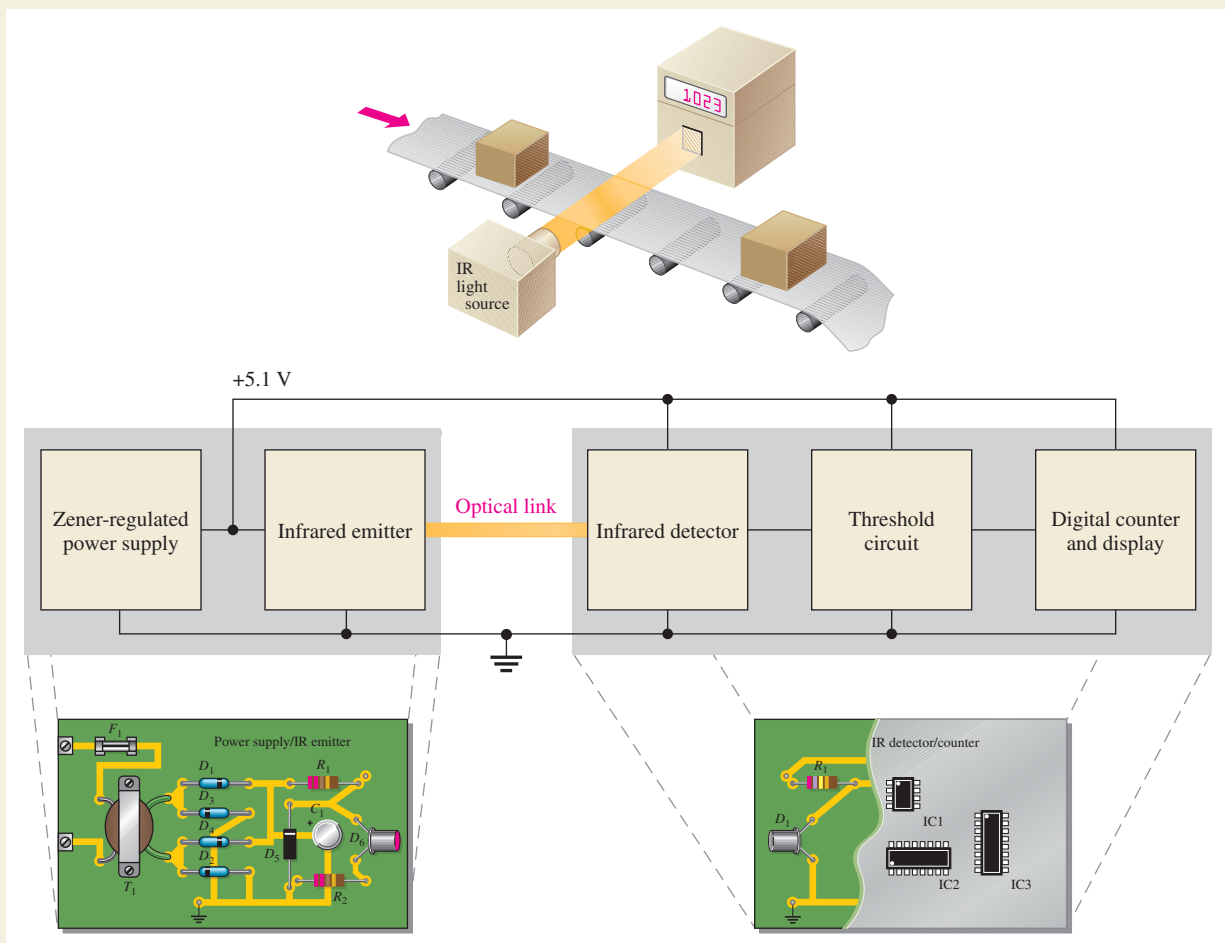 1023
IR
light
source
+5.1 V
Zener-regulated
power supply
Infrared emitter
Optical link
Infrared detector
Threshold
circuit
Digital counter
and display
F1
Power supply/IR emitter
D1
R1
D3
C1
+
D4
D6
D2
D5
T1
R2
IR detector/counter
R1
D1
IC1
IC2
IC3